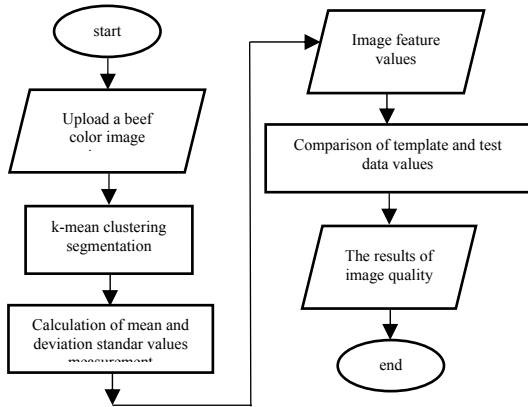 start
Upload a beef
color image
k-mean clustering
segmentation
Calculation of mean and
deviation standar values
measurement
Image feature
values
Comparison of template and test
data values
The results of
image quality
end